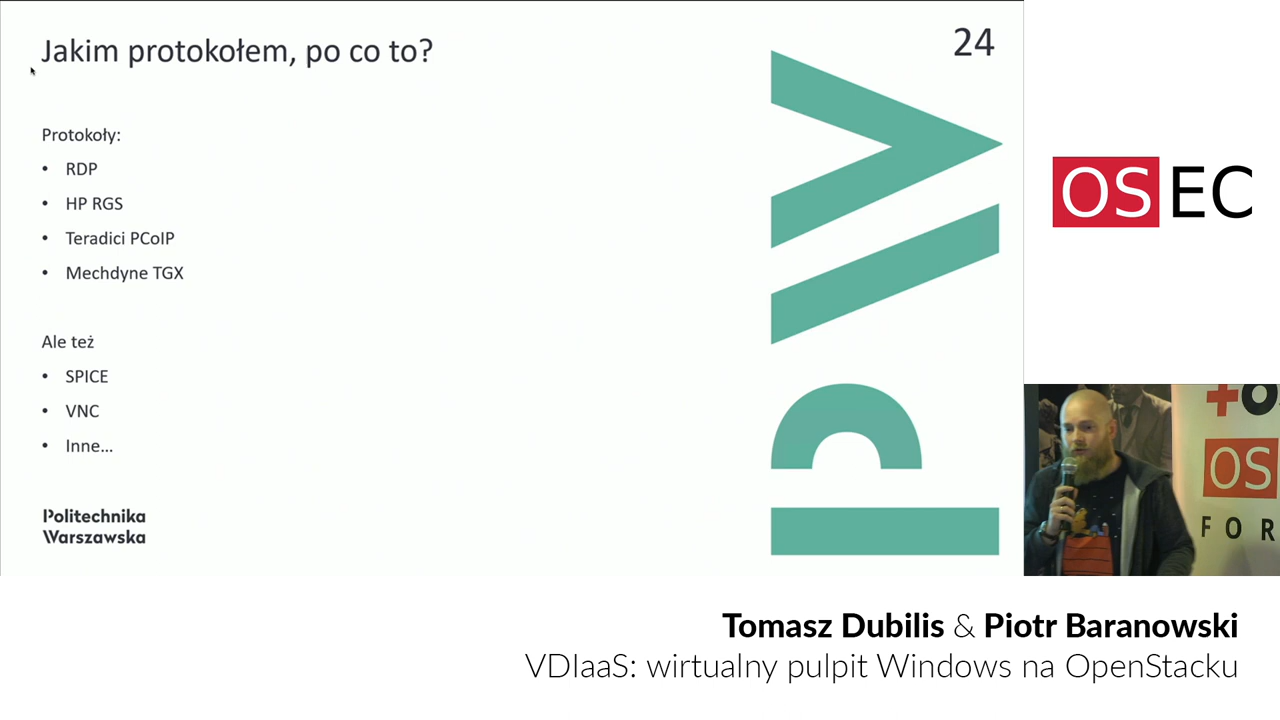 Jakim protokołem, po co to?
24
Protokoły:
• RDP
• HP RGS
• Teradici PCoIP
• Mechdyne TGX
Ale też
• SPICE
• VNC
• Inne...
Politechnika
Warszawska
OSEC
OS
FOR
Tomasz Dubilis & Piotr Baranowski
VDIaaS: wirtualny pulpit Windows na OpenStacku